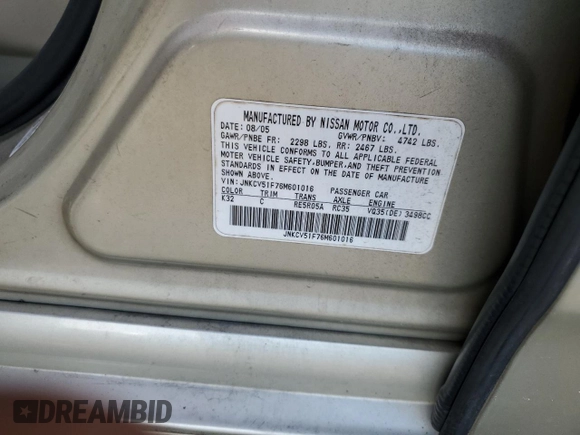 MANUFACTURED BY NISSAN MOTOR CO.,LTD.
DATE: 08/05 GVWR/PNBV: 4742 LBS.
GAWR/PNBE FR: 2298 LBS. RR: 2467 LBS.
THIS VEHICLE CONFORMS TO ALL APPLICABLE FEDERAL
MOTOR VEHICLE SAFETY,BUMPER,AND THEFT PREVENTION
STANDARDS IN EFFECT ON THE DATE OF MANUFACTURE
SHOWN ABOVE.
VIN: JNKCV51F76M601016 PASSENGER CAR
COLOR TRIM TRANS AXLE ENGINE
K32 C RE5RD5A RC35 VQ35(DE) 3498CC
JNKCV51F76M601016
DREAMBID